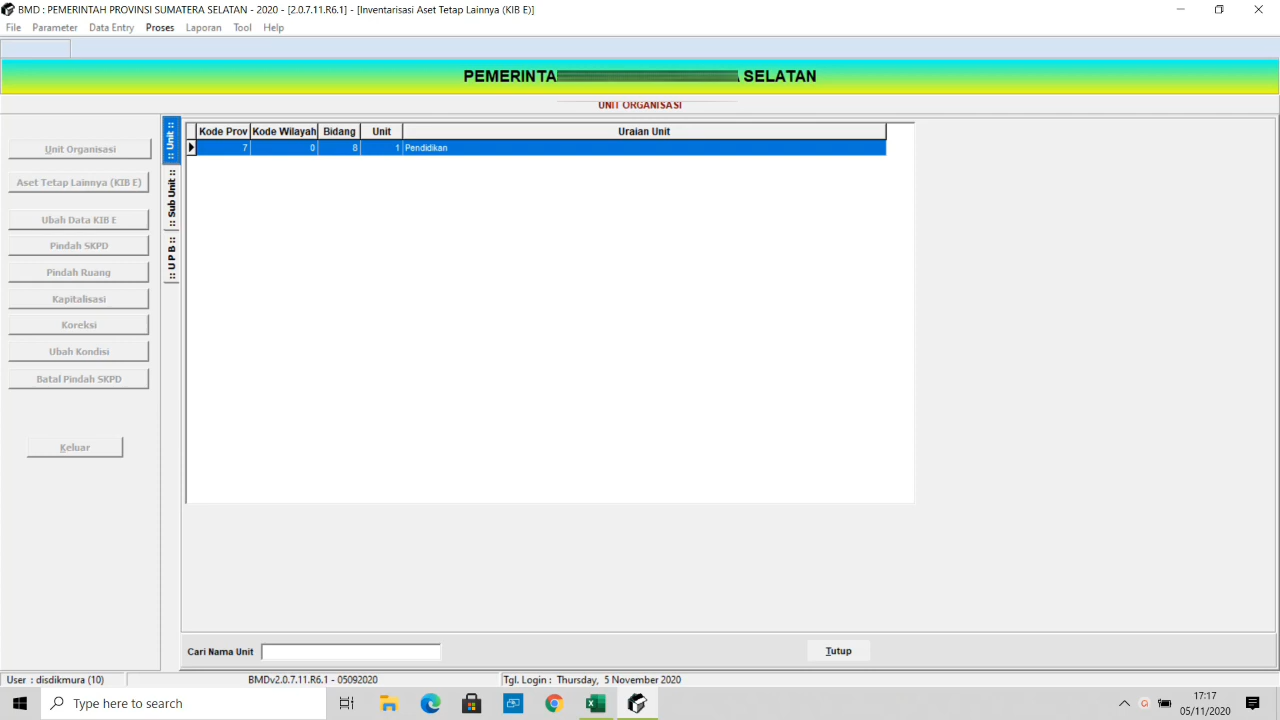 BMD : PEMERINTAH PROVINSI SUMATERA SELATAN - 2020 - [2.0.7.11.R6.1] - [Inventarisasi Aset Tetap Lainnya (KIB E)]
File Parameter Data Entry Proses Laporan Tool Help
PEMERINTA SELATAN
UNIT ORGANISASI
Unit Organisasi
Aset Tetap Lainnya (KIB E)
Ubah Data KIB E
Pindah SKPD
Pindah Ruang
Kapitalisasi
Koreksi
Ubah Kondisi
Batal Pindah SKPD
Keluar
:: Unit ::
:: Sub Unit ::
:: U P B ::
Kode Prov Kode Wilayah Bidang Unit Uraian Unit
7 0 8 1 Pendidikan
Cari Nama Unit
Tutup
User : disdikmura (10) BMDv2.0.7.11.R6.1 - 05092020 Tgl. Login : Thursday, 5 November 2020
Type here to search
17:17
05/11/2020